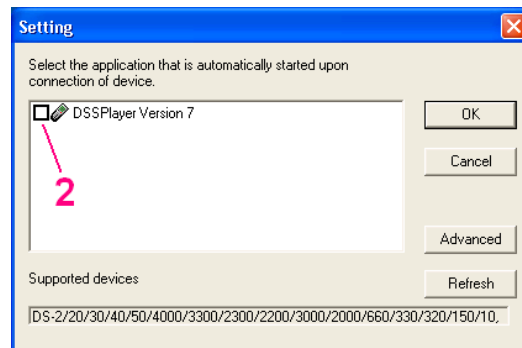 Setting
Select the application that is automatically started upon
connection of device.
DSSPlayer Version 7
2
OK
Cancel
Advanced
Supported devices
Refresh
DS-2/20/30/40/50/4000/3300/2300/2200/3000/2000/660/330/320/150/10,